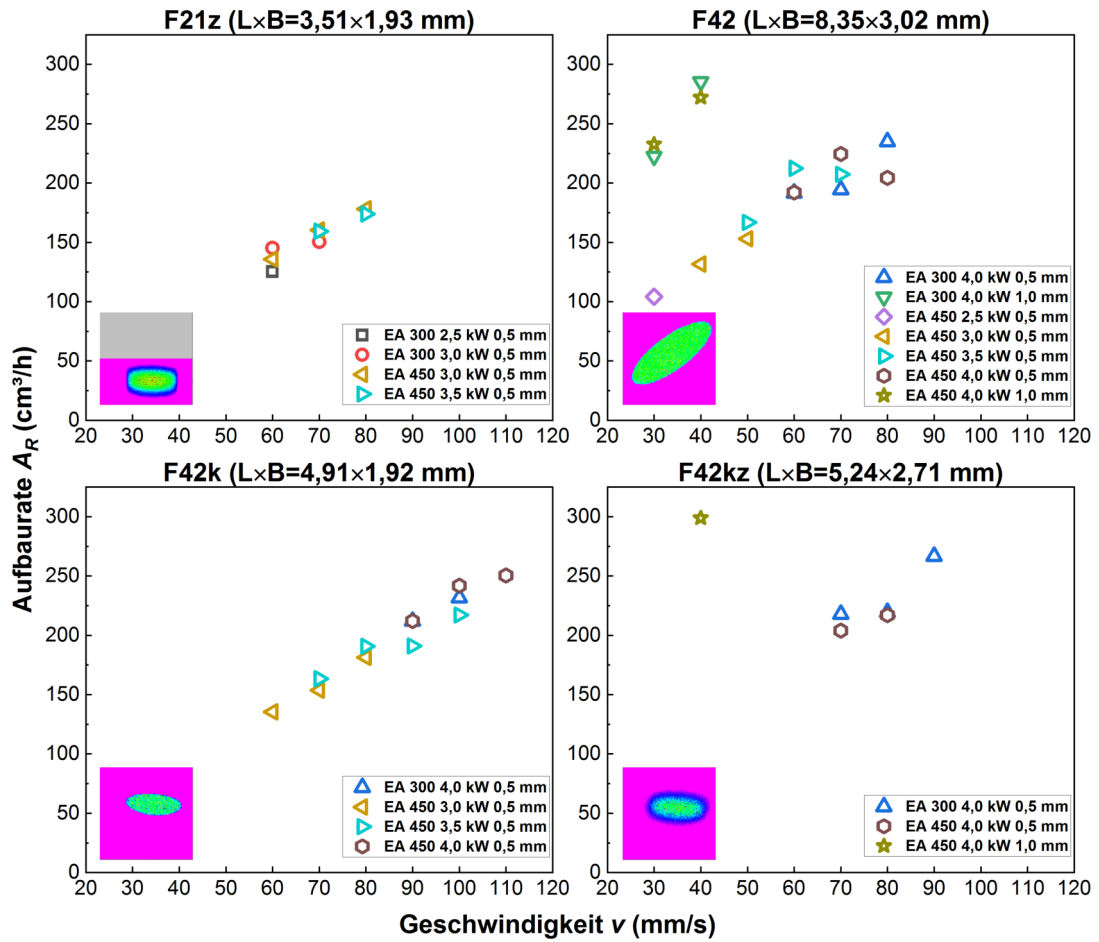 F21z (L×B=3,51×1,93 mm)
F42 (L×B=8,35×3,02 mm)
300
250
200
150
100
50
0
EA 300 2,5 kW 0,5 mm
EA 300 3,0 kW 0,5 mm
EA 450 3,0 kW 0,5 mm
EA 450 3,5 kW 0,5 mm
20 30 40 50 60 70 80 90 100 110 120
300
250
200
150
100
50
0
EA 300 4,0 kW 0,5 mm
EA 300 4,0 kW 1,0 mm
EA 450 2,5 kW 0,5 mm
EA 450 3,0 kW 0,5 mm
EA 450 3,5 kW 0,5 mm
EA 450 4,0 kW 0,5 mm
EA 450 4,0 kW 1,0 mm
20 30 40 50 60 70 80 90 100 110 120
F42k (L×B=4,91×1,92 mm)
F42kz (L×B=5,24×2,71 mm)
300
250
200
150
100
50
0
EA 300 4,0 kW 0,5 mm
EA 450 3,0 kW 0,5 mm
EA 450 3,5 kW 0,5 mm
EA 450 4,0 kW 0,5 mm
20 30 40 50 60 70 80 90 100 110 120
300
250
200
150
100
50
0
EA 300 4,0 kW 0,5 mm
EA 450 4,0 kW 0,5 mm
EA 450 4,0 kW 1,0 mm
20 30 40 50 60 70 80 90 100 110 120
Aufbaurate A_R (cm³/h)
Geschwindigkeit v (mm/s)